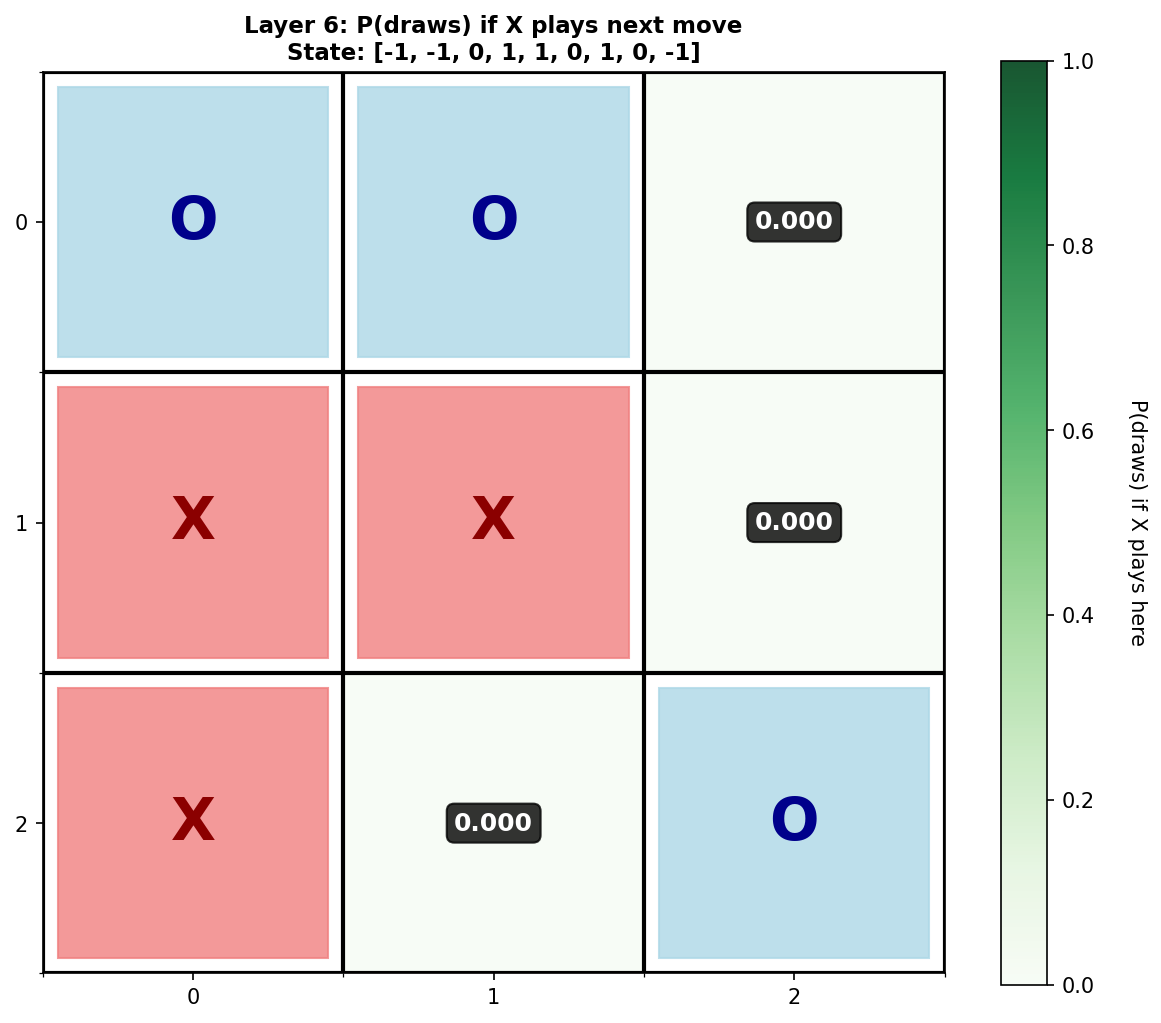 Layer 6: P(draws) if X plays next move
State: [-1, -1, 0, 1, 1, 0, 1, 0, -1]
0
O
O
0.000
1
X
X
0.000
2
X
0.000
O
0
1
2
1.0
0.8
0.6
0.4
0.2
0.0
P(draws) if X plays here